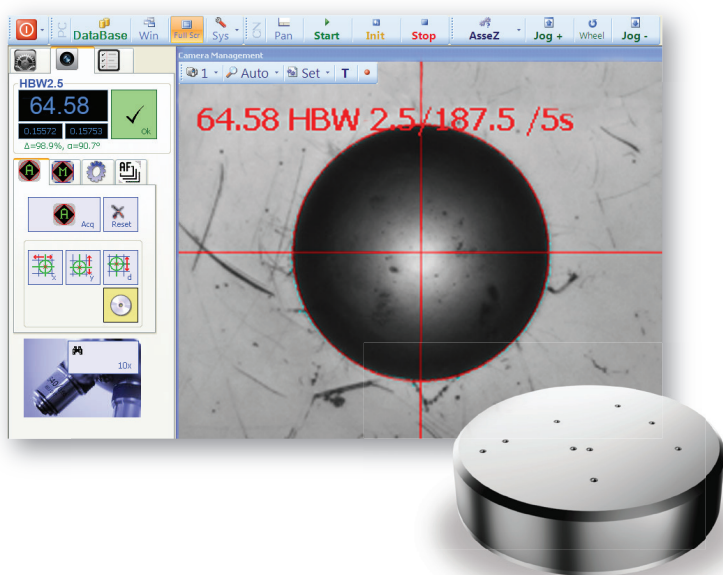 PC DataBase Win Full Scr Sys Pan Start Init Stop AsseZ Jog + Wheel Jog -
Camera Management
1 Auto Set T
HBW2.5
64.58
0.15572 0.15753
Ok
Δ=98.9%, α=90.7º
64.58 HBW 2.5/187.5 /5s
A M AF
A Acq Reset
x y d
10x